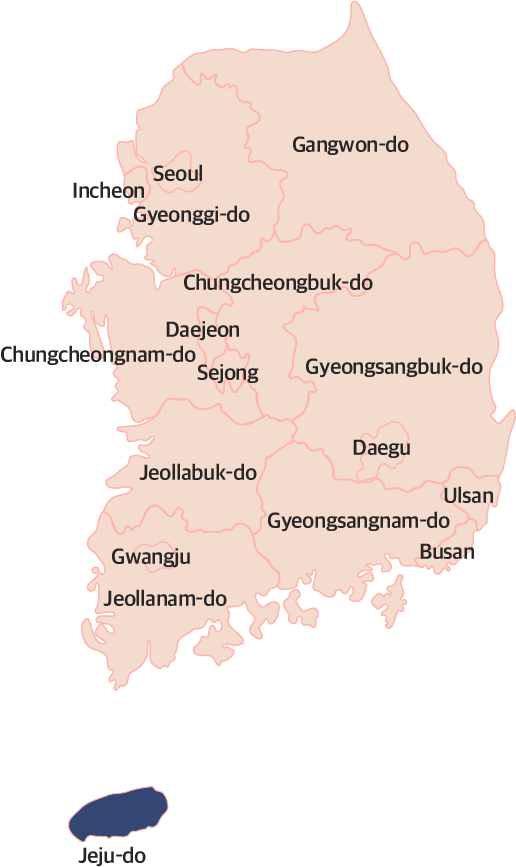 Gangwon-do
Seoul
Incheon
Gyeonggi-do
Chungcheongbuk-do
Daejeon
Chungcheongnam-do
Sejong
Gyeongsangbuk-do
Daegu
Jeollabuk-do
Ulsan
Gyeongsangnam-do
Busan
Gwangju
Jeollanam-do
Jeju-do